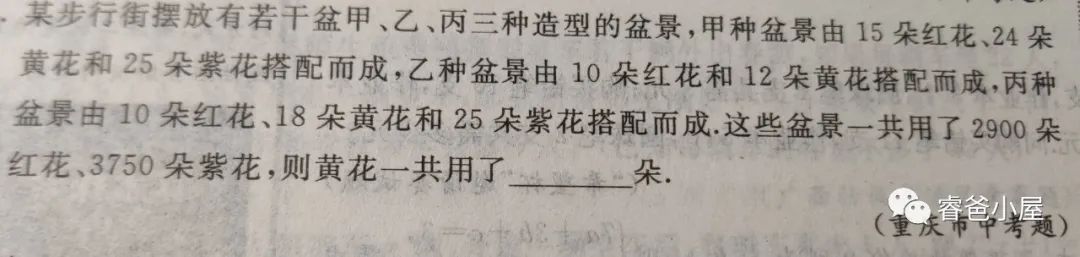 . 某步行街摆放有若干盆甲、乙、丙三种造型的盆景,甲种盆景由 15 朵红花、24 朵
黄花和 25 朵紫花搭配而成,乙种盆景由 10 朵红花和 12 朵黄花搭配而成,丙种
盆景由 10 朵红花、18 朵黄花和 25 朵紫花搭配而成.这些盆景一共用了 2900 朵
红花、3750 朵紫花,则黄花一共用了________朵.
睿爸小屋
(重庆市中考题)